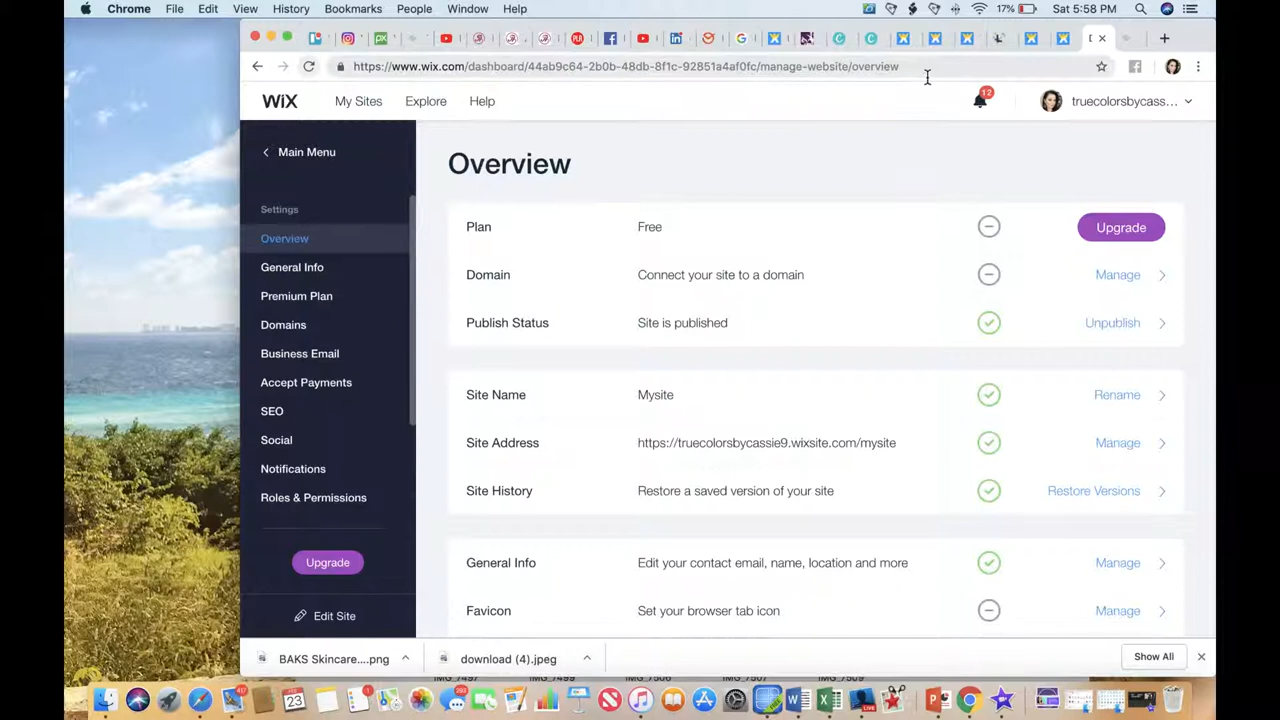 Chrome File Edit View History Bookmarks People Window Help 17% Sat 5:58 PM
https://www.wix.com/dashboard/44ab9c64-2b0b-48db-8f1c-92851a4af0fc/manage-website/overview
WiX My Sites Explore Help 12 truecolorsbycass...
Main Menu
Settings
Overview
General Info
Premium Plan
Domains
Business Email
Accept Payments
SEO
Social
Notifications
Roles & Permissions
Upgrade
Edit Site
Overview
Plan Free Upgrade
Domain Connect your site to a domain Manage
Publish Status Site is published Unpublish
Site Name Mysite Rename
Site Address https://truecolorsbycassie9.wixsite.com/mysite Manage
Site History Restore a saved version of your site Restore Versions
General Info Edit your contact email, name, location and more Manage
Favicon Set your browser tab icon Manage
BAKS Skincare....png download (4).jpeg Show All